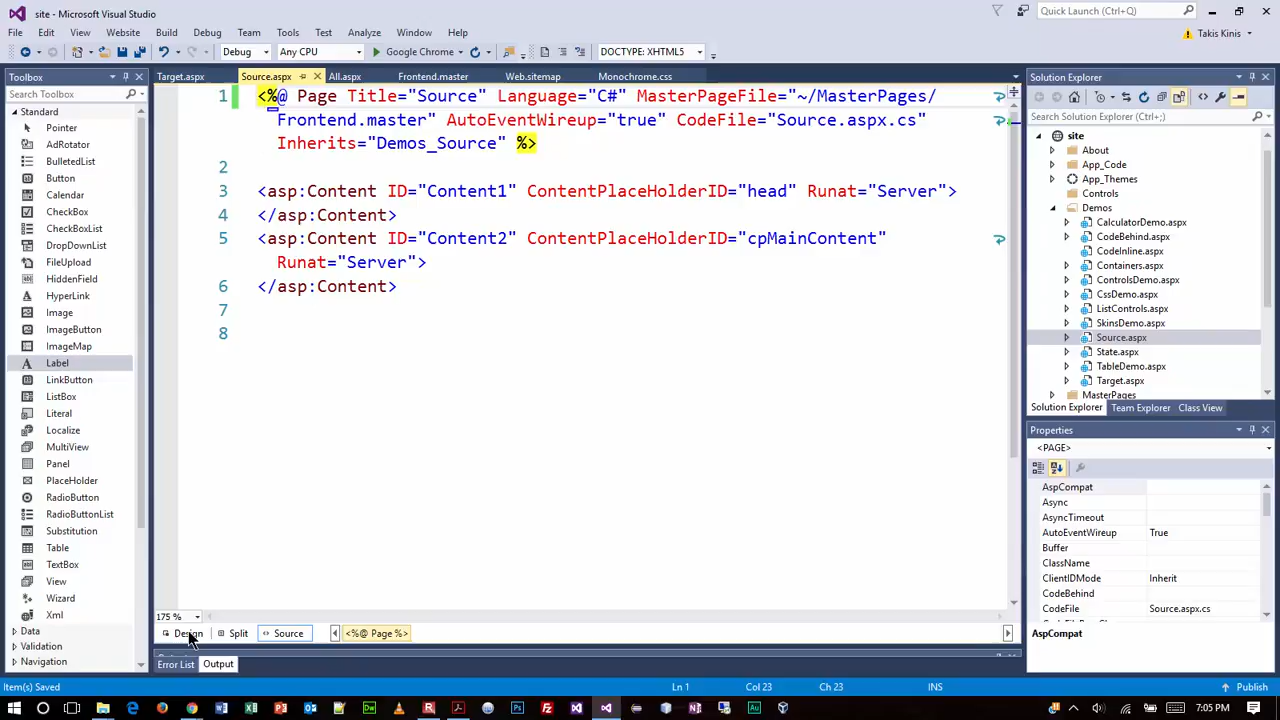 site - Microsoft Visual Studio
Quick Launch (Ctrl+Q)
File Edit View Website Build Debug Team Tools Test Analyze Window Help
Takis Kinis
Debug Any CPU Google Chrome DOCTYPE: XHTML5
Toolbox
Search Toolbox
Standard
Pointer
AdRotator
BulletedList
Button
Calendar
CheckBox
CheckBoxList
DropDownList
FileUpload
HiddenField
HyperLink
Image
ImageButton
ImageMap
Label
LinkButton
ListBox
Literal
Localize
MultiView
Panel
PlaceHolder
RadioButton
RadioButtonList
Substitution
Table
TextBox
View
Wizard
Xml
Data
Validation
Navigation
Target.aspx Source.aspx All.aspx Frontend.master Web.sitemap Monochrome.css
1 <%@ Page Title="Source" Language="C#" MasterPageFile="~/MasterPages/
Frontend.master" AutoEventWireup="true" CodeFile="Source.aspx.cs"
Inherits="Demos_Source" %>
2
3 <asp:Content ID="Content1" ContentPlaceHolderID="head" Runat="Server">
4 </asp:Content>
5 <asp:Content ID="Content2" ContentPlaceHolderID="cpMainContent"
Runat="Server">
6 </asp:Content>
7
8
175 %
Design Split Source <%@ Page %>
Error List Output
Solution Explorer
Search Solution Explorer (Ctrl+;)
site
About
App_Code
App_Themes
Controls
Demos
CalculatorDemo.aspx
CodeBehind.aspx
CodeInline.aspx
Containers.aspx
ControlsDemo.aspx
CssDemo.aspx
ListControls.aspx
SkinsDemo.aspx
Source.aspx
State.aspx
TableDemo.aspx
Target.aspx
MasterPages
Solution Explorer Team Explorer Class View
Properties
<PAGE>
AspCompat
Async
AsyncTimeout
AutoEventWireup True
Buffer
ClassName
ClientIDMode Inherit
CodeBehind
CodeFile Source.aspx.cs
AspCompat
Item(s) Saved Ln 1 Col 23 Ch 23 INS Publish
7:05 PM